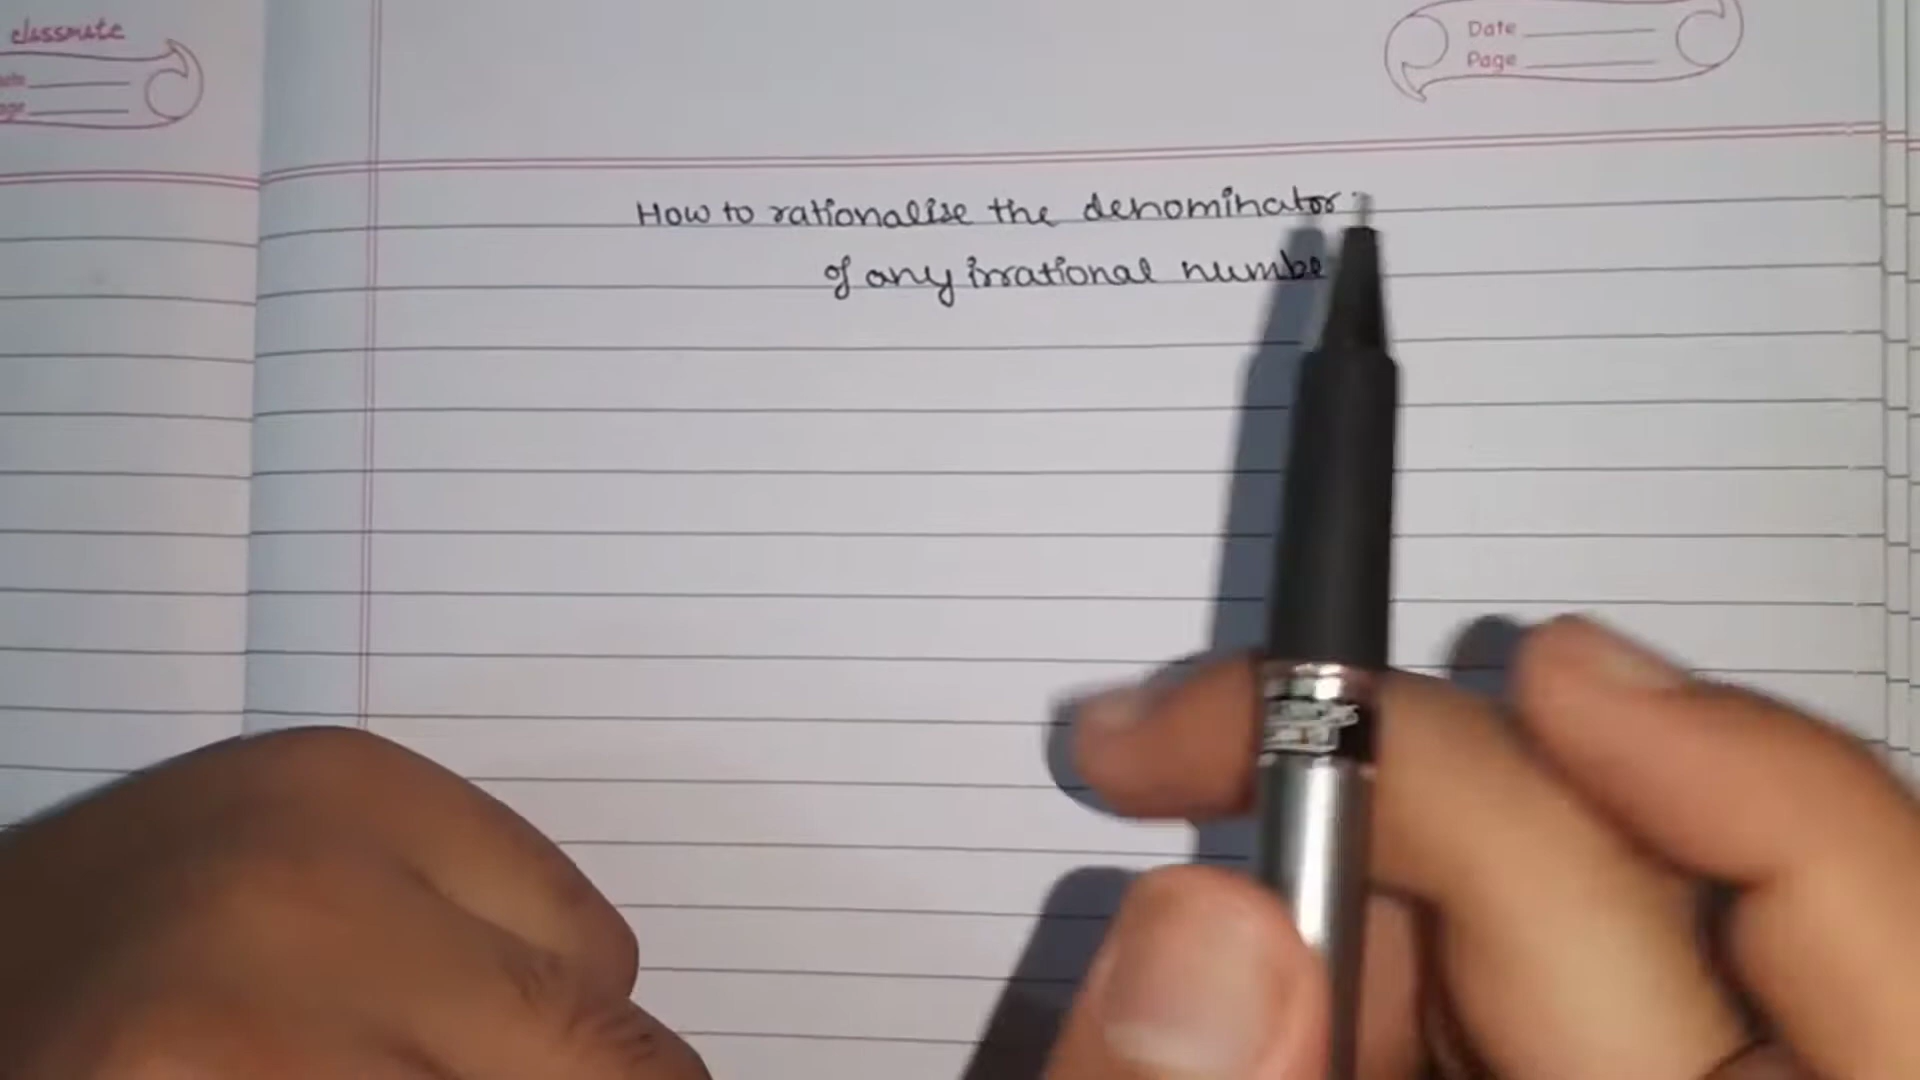 classmate
Date
Page
How to rationalise the denominator
of any irrational numbe